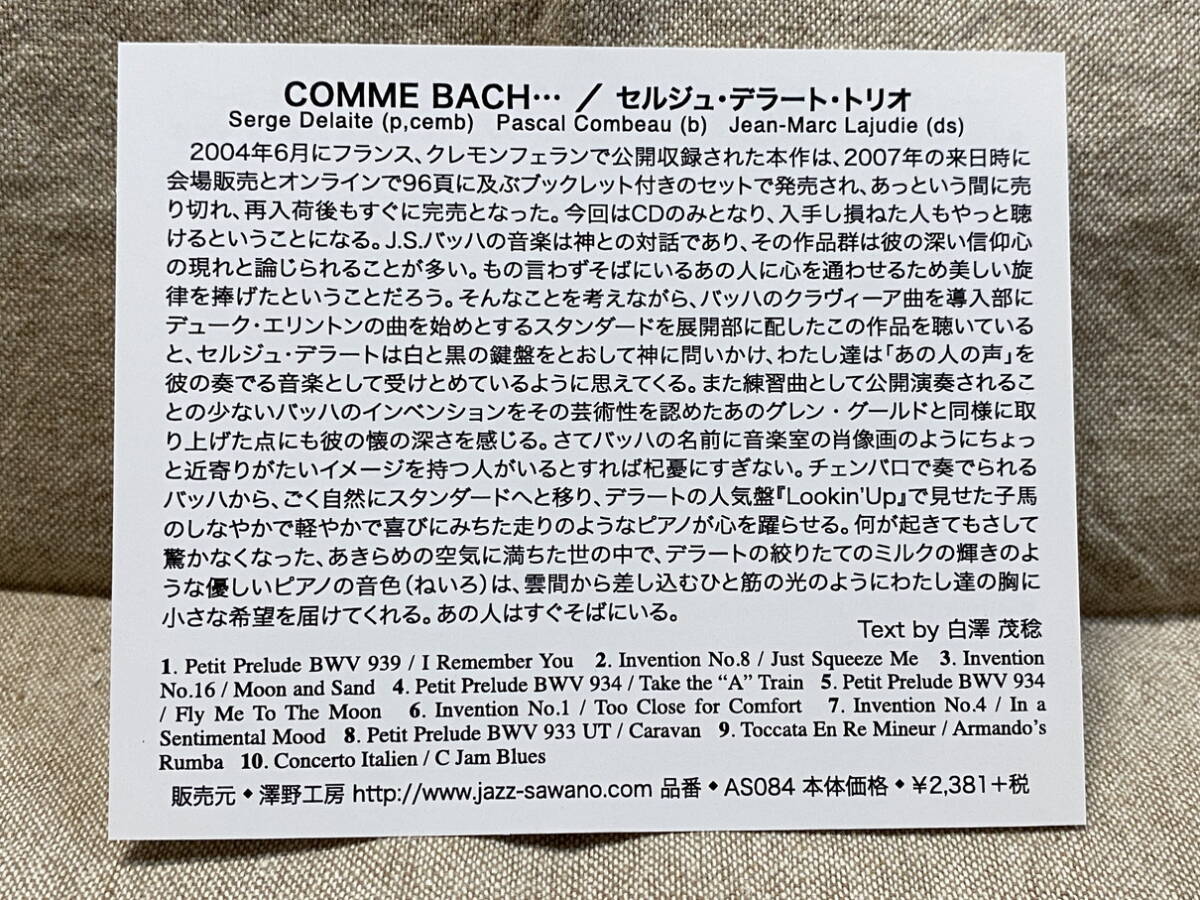 COMME BACH… / セルジュ・デラート・トリオ
Serge Delaite (p,cemb) Pascal Combeau (b) Jean-Marc Lajudie (ds)
2004年6月にフランス、クレモンフェランで公開収録された本作は、2007年の来日時に
会場販売とオンラインで96頁に及ぶブックレット付きのセットで発売され、あっという間に売
り切れ、再入荷後もすぐに完売となった。今回はCDのみとなり、入手し損ねた人もやっと聴
けるということになる。J.S.バッハの音楽は神との対話であり、その作品群は彼の深い信仰心
の現れと論じられることが多い。もの言わずそばにいるあの人に心を通わせるため美しい旋
律を捧げたということだろう。そんなことを考えながら、バッハのクラヴィーア曲を導入部に
デューク・エリントンの曲を始めとするスタンダードを展開部に配したこの作品を聴いている
と、セルジュ・デラートは白と黒の鍵盤をとおして神に問いかけ、わたし達は「あの人の声」を
彼の奏でる音楽として受けとめているように思えてくる。また練習曲として公開演奏されるこ
との少ないバッハのインベンションをその芸術性を認めたあのグレン・グールドと同様に取
り上げた点にも彼の懐の深さを感じる。さてバッハの名前に音楽室の肖像画のようにちょっ
と近寄りがたいイメージを持つ人がいるとすれば杞憂にすぎない。チェンバロで奏でられる
バッハから、ごく自然にスタンダードへと移り、デラートの人気盤『Lookin'Up』で見せた子馬
のしなやかで軽やかで喜びにみちた走りのようなピアノが心を躍らせる。何が起きてもさして
驚かなくなった、あきらめの空気に満ちた世の中で、デラートの絞りたてのミルクの輝きのよ
うな優しいピアノの音色(ねいろ)は、雲間から差し込むひと筋の光のようにわたし達の胸に
小さな希望を届けてくれる。あの人はすぐそばにいる。
Text by 白澤 茂稔
1. Petit Prelude BWV 939 / I Remember You 2. Invention No.8 / Just Squeeze Me 3. Invention
No.16 / Moon and Sand 4. Petit Prelude BWV 934 / Take the “A” Train 5. Petit Prelude BWV 934
/ Fly Me To The Moon 6. Invention No.1 / Too Close for Comfort 7. Invention No.4 / In a
Sentimental Mood 8. Petit Prelude BWV 933 UT / Caravan 9. Toccata En Re Mineur / Armando’s
Rumba 10. Concerto Italien / C Jam Blues
販売元◆澤野工房 http://www.jazz-sawano.com 品番◆AS084 本体価格◆¥2,381+税